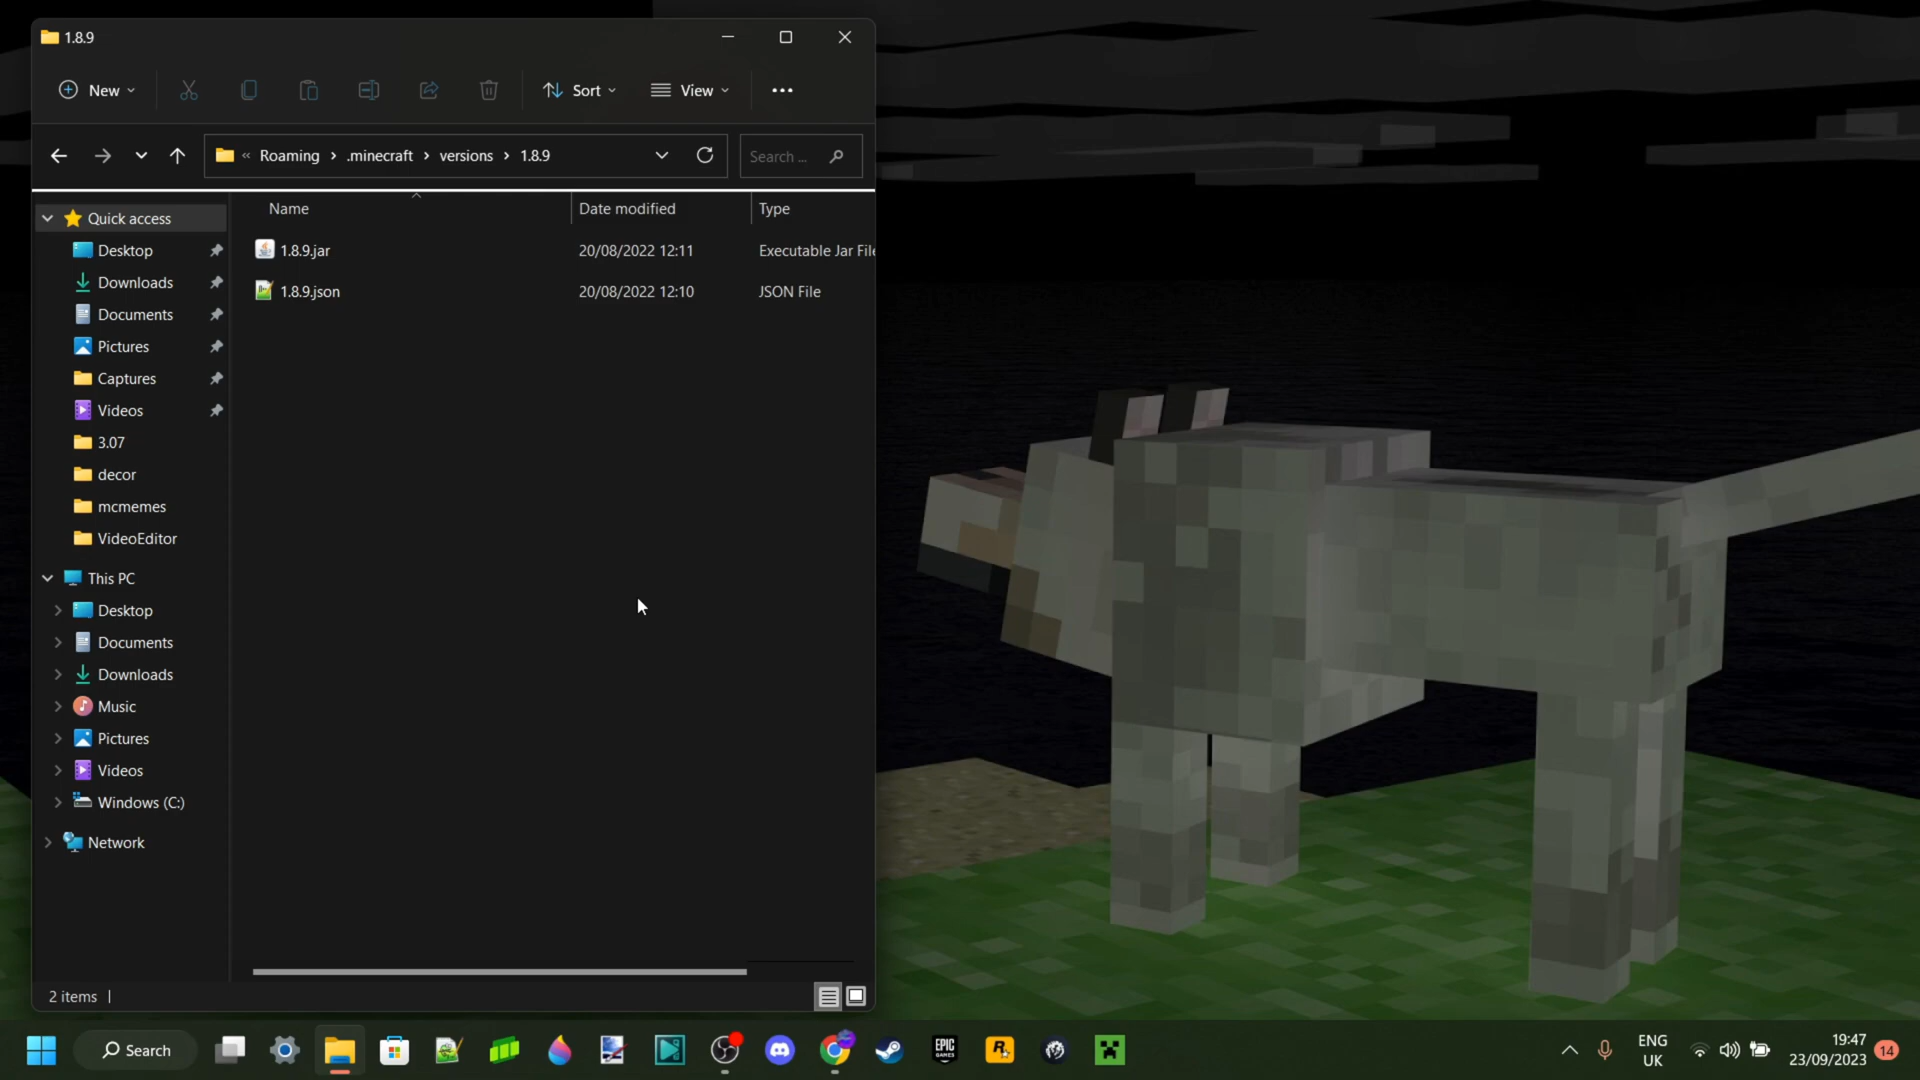 1.8.9
New
Sort
View
« Roaming > .minecraft > versions > 1.8.9
Search ...
Name
Date modified
Type
1.8.9.jar
20/08/2022 12:11
Executable Jar File
1.8.9.json
20/08/2022 12:10
JSON File
Quick access
Desktop
Downloads
Documents
Pictures
Captures
Videos
3.07
decor
mcmemes
VideoEditor
This PC
Desktop
Documents
Downloads
Music
Pictures
Videos
Windows (C:)
Network
2 items
Search
EPIC
GAMES
R
ENG
UK
19:47
23/09/2023
14